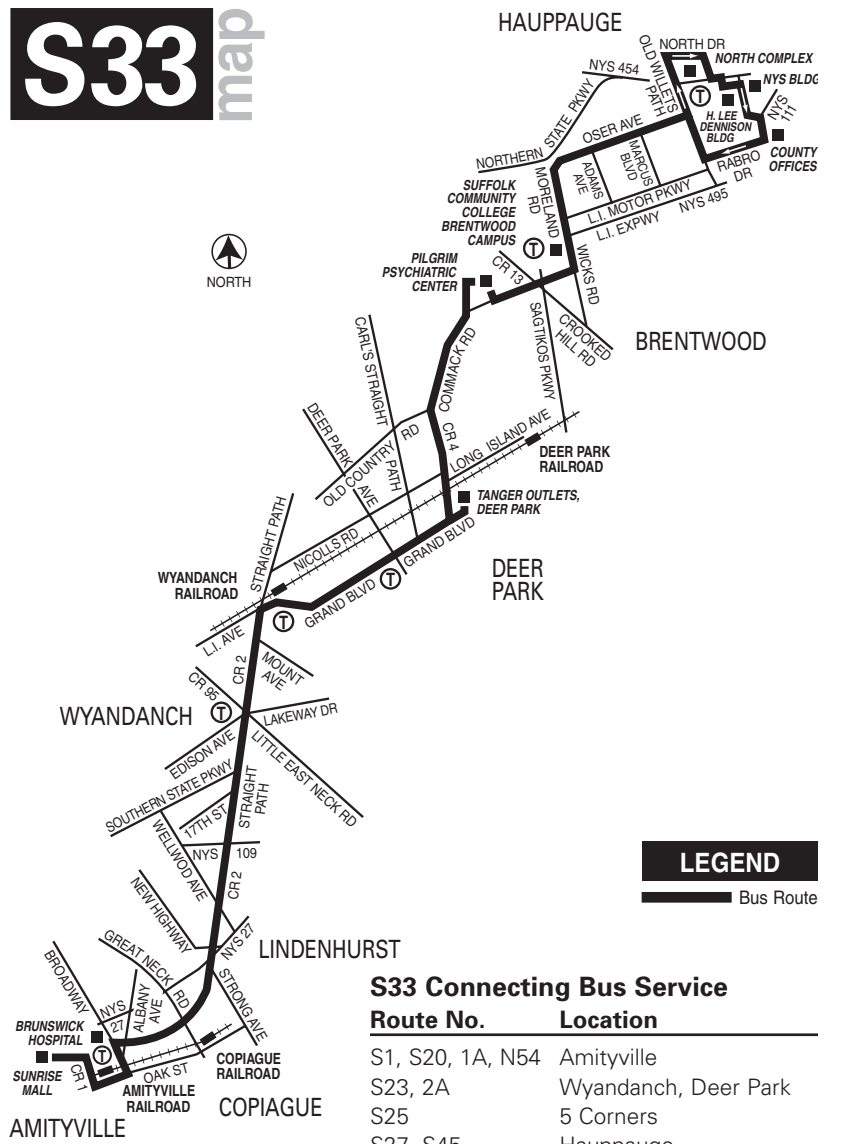 S33
map
HAUPPAUGE
NORTH DR
OLD WILLETS
PATH
NORTH COMPLEX
NYS BLDG
NYS 454
NYS
111
T
H. LEE
DENNISON
BLDG
COUNTY
OFFICES
RABRO
DR
OSER AVE
NORTHERN STATE PKWY
ADAMS
AVE
MARCUS
BLVD
MORELAND
RD
L.I. MOTOR PKWY
L.I. EXPWY
NYS 495
SUFFOLK
COMMUNITY
COLLEGE
BRENTWOOD
CAMPUS
T
WICKS RD
PILGRIM
PSYCHIATRIC
CENTER
CR 13
NORTH
SAGTIKOS PKWY
CROOKED
HILL RD
BRENTWOOD
CARL'S STRAIGHT
PATH
COMMACK RD
DEER PARK
AVE
OLD COUNTRY RD
CR 4
LONG ISLAND AVE
DEER PARK
RAILROAD
TANGER OUTLETS,
DEER PARK
STRAIGHT PATH
NICOLLS RD
GRAND BLVD
DEER
PARK
WYANDANCH
RAILROAD
T
GRAND BLVD
T
L.I. AVE
CR 2
MOUNT
AVE
CR 95
WYANDANCH
T
LAKEWAY DR
EDISON AVE
LITTLE EAST NECK RD
SOUTHERN STATE PKWY
STRAIGHT
PATH
17TH ST
WELLWOD AVE
NYS 109
CR 2
NEW HIGHWAY
NYS 27
LINDENHURST
GREAT NECK
RD
BROADWAY
STRONG AVE
NYS
27
ALBANY
AVE
BRUNSWICK
HOSPITAL
T
SUNRISE
MALL
CR 1
OAK ST
AMITYVILLE
RAILROAD
COPIAGUE
RAILROAD
COPIAGUE
AMITYVILLE
LEGEND
Bus Route
S33 Connecting Bus Service
Route No. Location
S1, S20, 1A, N54 Amityville
S23, 2A Wyandanch, Deer Park
S25 5 Corners
S27, S45 Hauppauge